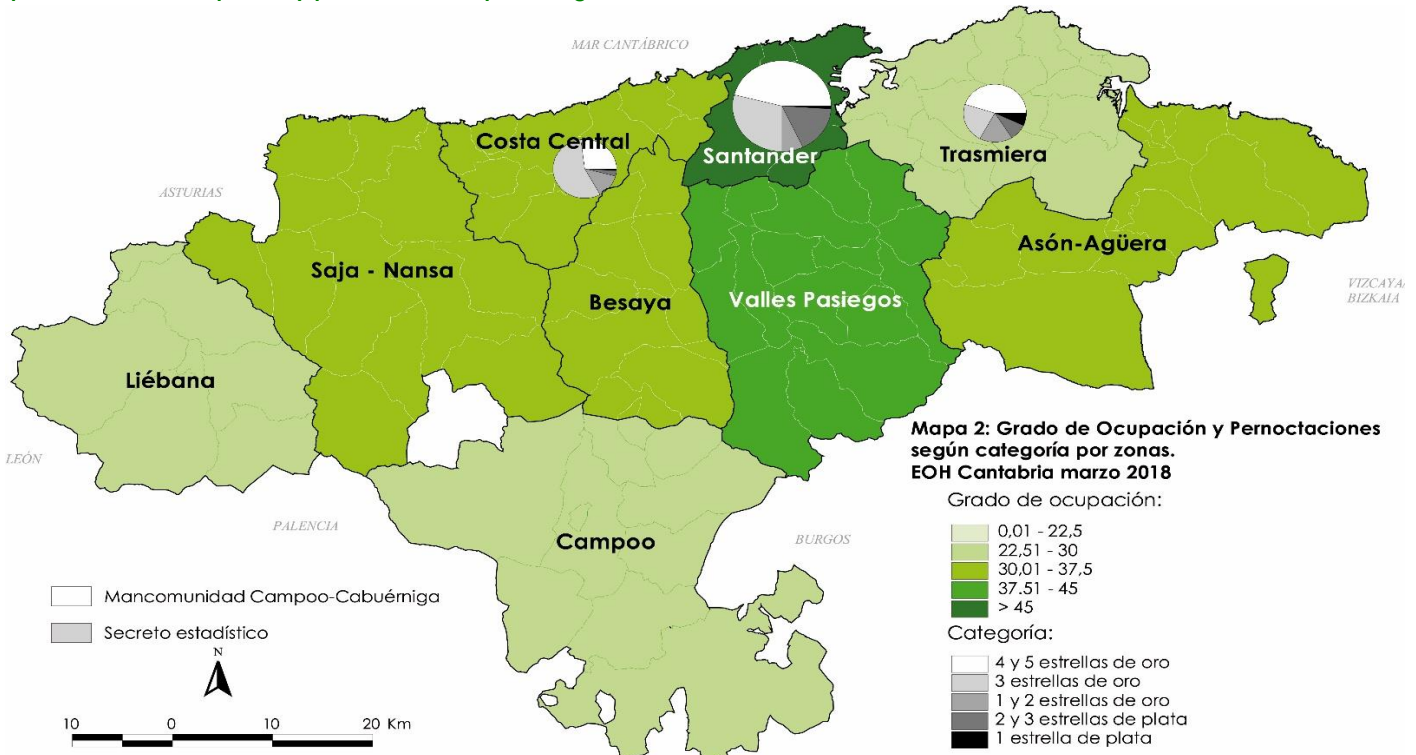 MAR CANTÁBRICO
Costa Central
Santander
Trasmiera
ASTURIAS
Asón-Agüera
Saja - Nansa
Besaya
Valles Pasiegos
VIZCAYA/
BIZKAIA
Liébana
Mapa 2: Grado de Ocupación y Pernoctaciones
según categoría por zonas.
EOH Cantabria marzo 2018
LEÓN
Grado de ocupación:
PALENCIA
Campoo
BURGOS
0,01 - 22,5
22,51 - 30
30,01 - 37,5
37.51 - 45
> 45
Mancomunidad Campoo-Cabuérniga
Secreto estadístico
Categoría:
4 y 5 estrellas de oro
3 estrellas de oro
1 y 2 estrellas de oro
2 y 3 estrellas de plata
1 estrella de plata
N
10 0 10 20 Km